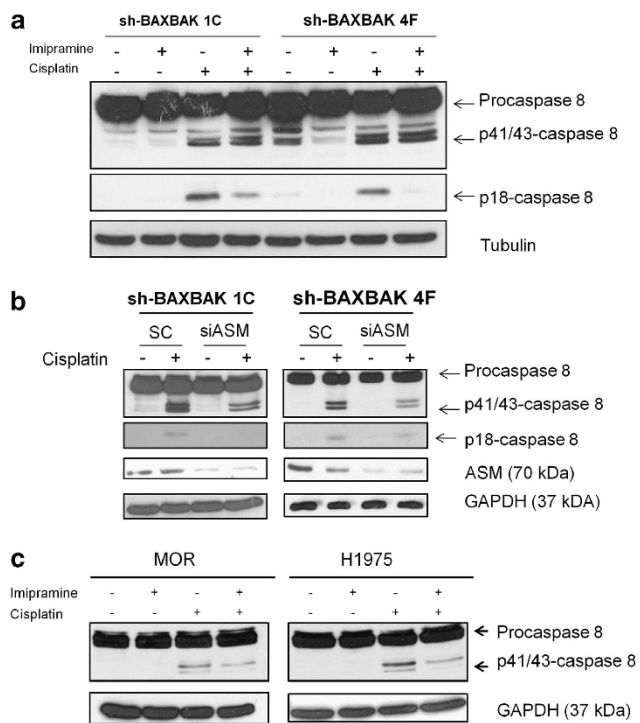 a
sh-BAXBAK 1C sh-BAXBAK 4F
Imipramine - + - + - + - +
Cisplatin - - + + - - + +
Procaspase 8
p41/43-caspase 8
p18-caspase 8
Tubulin
b
sh-BAXBAK 1C sh-BAXBAK 4F
SC siASM SC siASM
Cisplatin - + - + - + - +
Procaspase 8
p41/43-caspase 8
p18-caspase 8
ASM (70 kDa)
GAPDH (37 kDA)
c
MOR H1975
Imipramine - + - + - + - +
Cisplatin - - + + - - + +
Procaspase 8
p41/43-caspase 8
GAPDH (37 kDa)